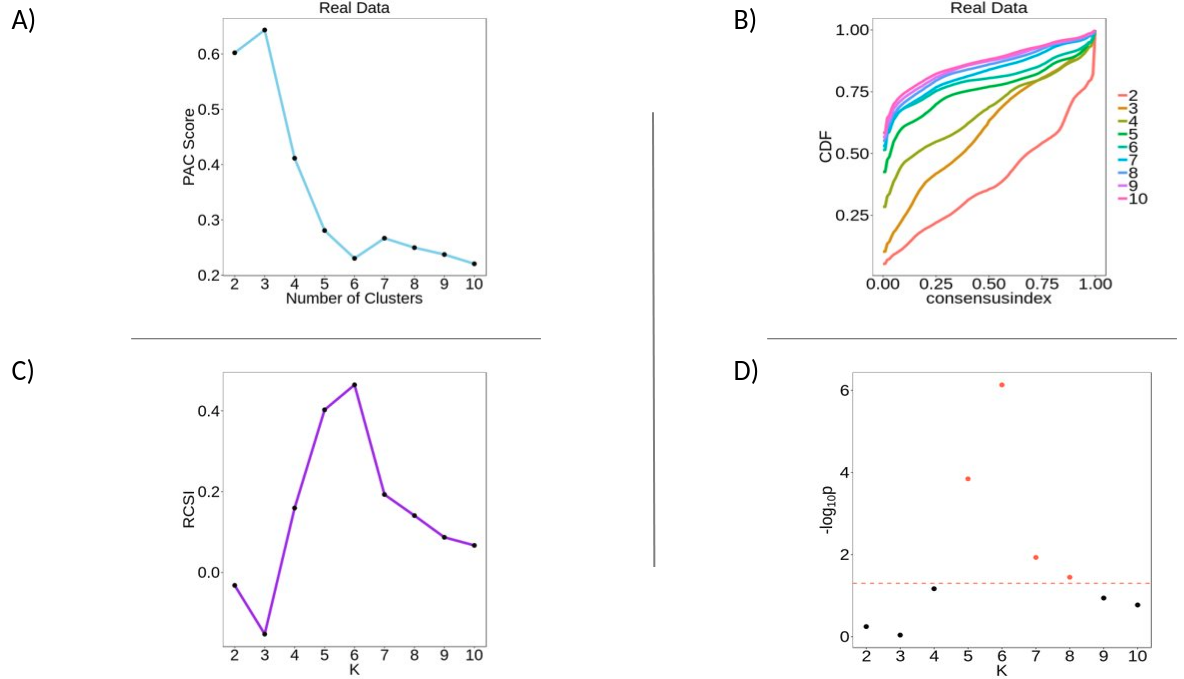 A)
Real Data
PAC Score
0.6
0.5
0.4
0.3
0.2
2 3 4 5 6 7 8 9 10
Number of Clusters
B)
Real Data
CDF
1.00
0.75
0.50
0.25
0.00 0.25 0.50 0.75 1.00
consensusindex
2
3
4
5
6
7
8
9
10
C)
RCSI
0.4
0.2
0.0
2 3 4 5 6 7 8 9 10
K
D)
-log10p
6
4
2
0
2 3 4 5 6 7 8 9 10
K